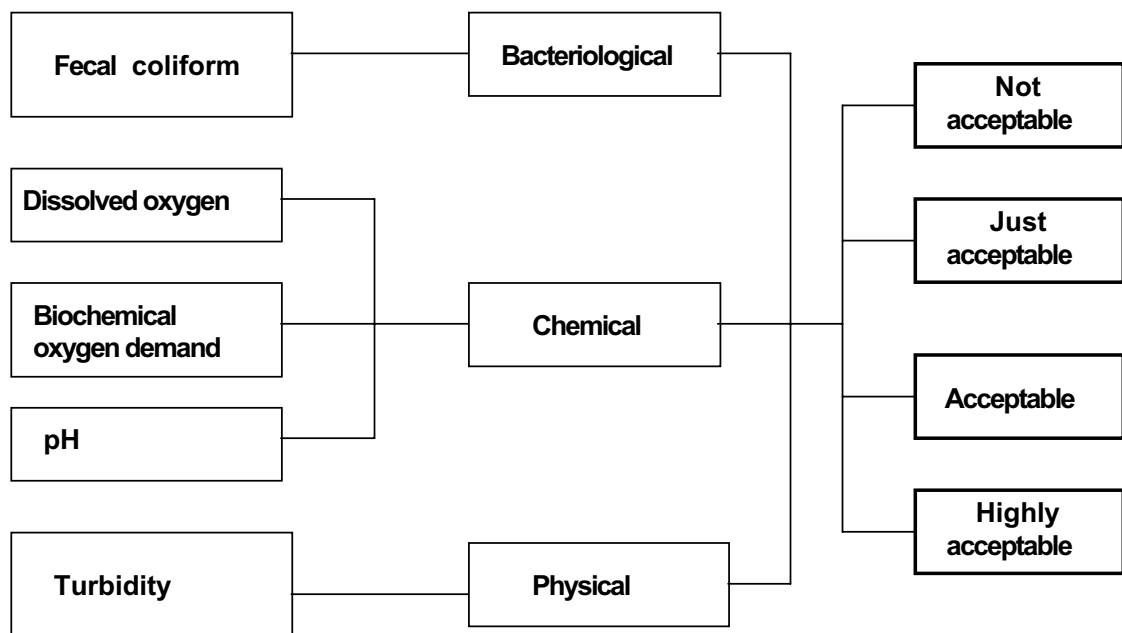 Fecal coliform
Bacteriological
Not
acceptable
Dissolved oxygen
Just
acceptable
Biochemical
oxygen demand
Chemical
Acceptable
pH
Highly
acceptable
Turbidity
Physical